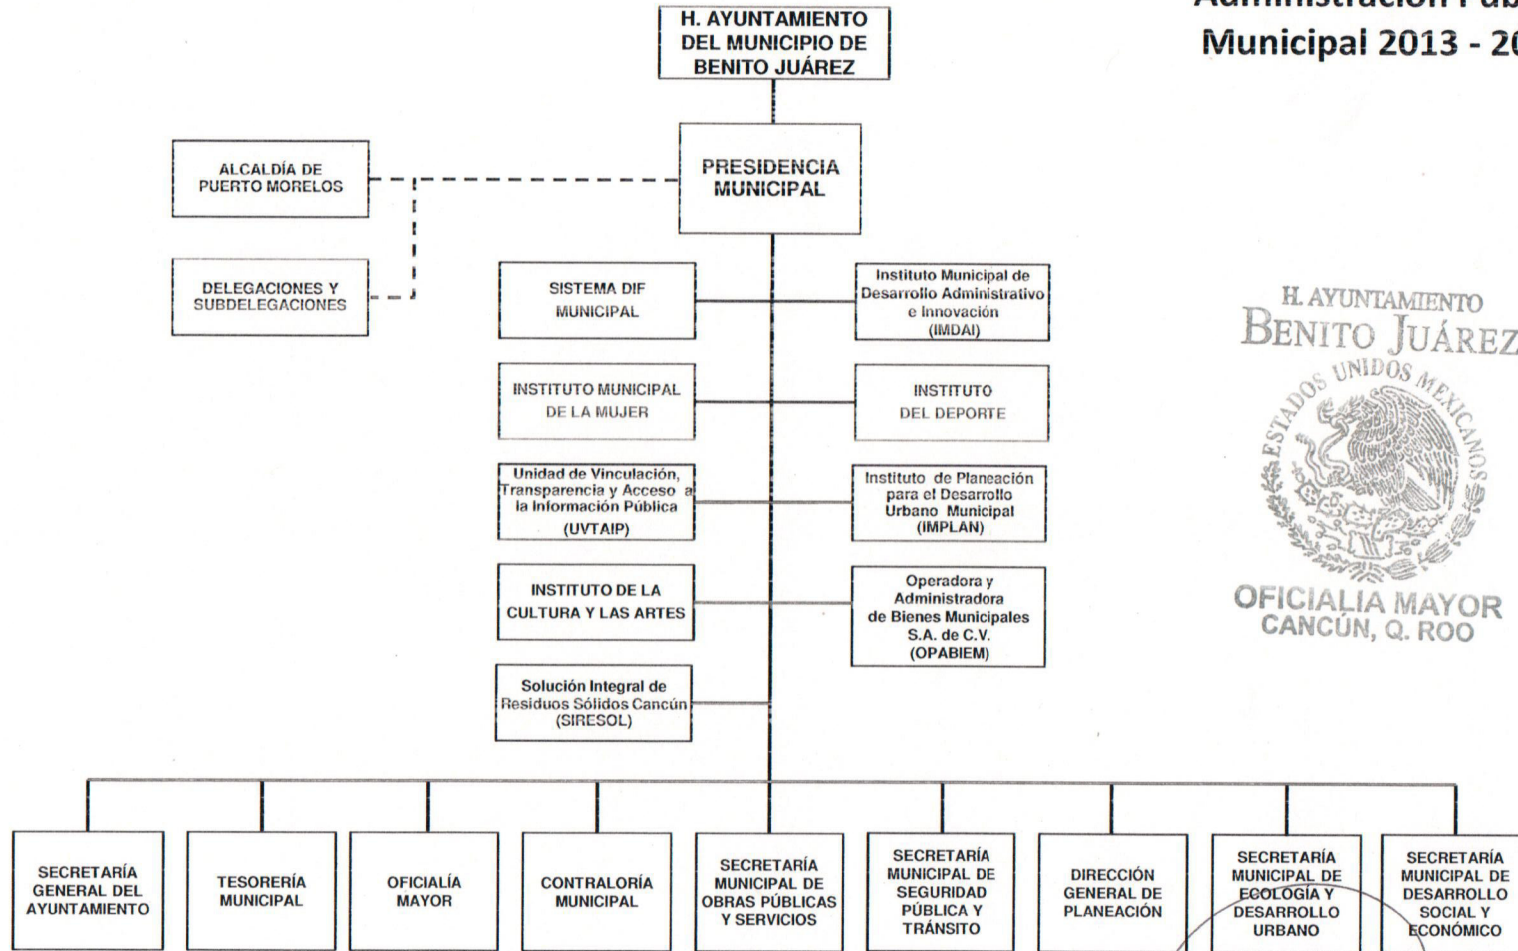 Municipal 2013 - 20
H. AYUNTAMIENTO
DEL MUNICIPIO DE
BENITO JUÁREZ
PRESIDENCIA
MUNICIPAL
ALCALDÍA DE
PUERTO MORELOS
DELEGACIONES Y
SUBDELEGACIONES
SISTEMA DIF
MUNICIPAL
Instituto Municipal de
Desarrollo Administrativo
e Innovación
(IMDAI)
INSTITUTO MUNICIPAL
DE LA MUJER
INSTITUTO
DEL DEPORTE
Unidad de Vinculación,
Transparencia y Acceso a
la Información Pública
(UVTAIP)
Instituto de Planeación
para el Desarrollo
Urbano Municipal
(IMPLAN)
INSTITUTO DE LA
CULTURA Y LAS ARTES
Operadora y
Administradora
de Bienes Municipales
S.A. de C.V.
(OPABIEM)
Solución Integral de
Residuos Sólidos Cancún
(SIRESOL)
H. AYUNTAMIENTO
BENITO JUÁREZ
ESTADOS UNIDOS MEXICANOS
OFICIALIA MAYOR
CANCÚN, Q. ROO
SECRETARÍA
GENERAL DEL
AYUNTAMIENTO
TESORERÍA
MUNICIPAL
OFICIALÍA
MAYOR
CONTRALORÍA
MUNICIPAL
SECRETARÍA
MUNICIPAL DE
OBRAS PÚBLICAS
Y SERVICIOS
SECRETARÍA
MUNICIPAL DE
SEGURIDAD
PÚBLICA Y
TRÁNSITO
DIRECCIÓN
GENERAL DE
PLANEACIÓN
SECRETARÍA
MUNICIPAL DE
ECOLOGÍA Y
DESARROLLO
URBANO
SECRETARÍA
MUNICIPAL DE
DESARROLLO
SOCIAL Y
ECONÓMICO